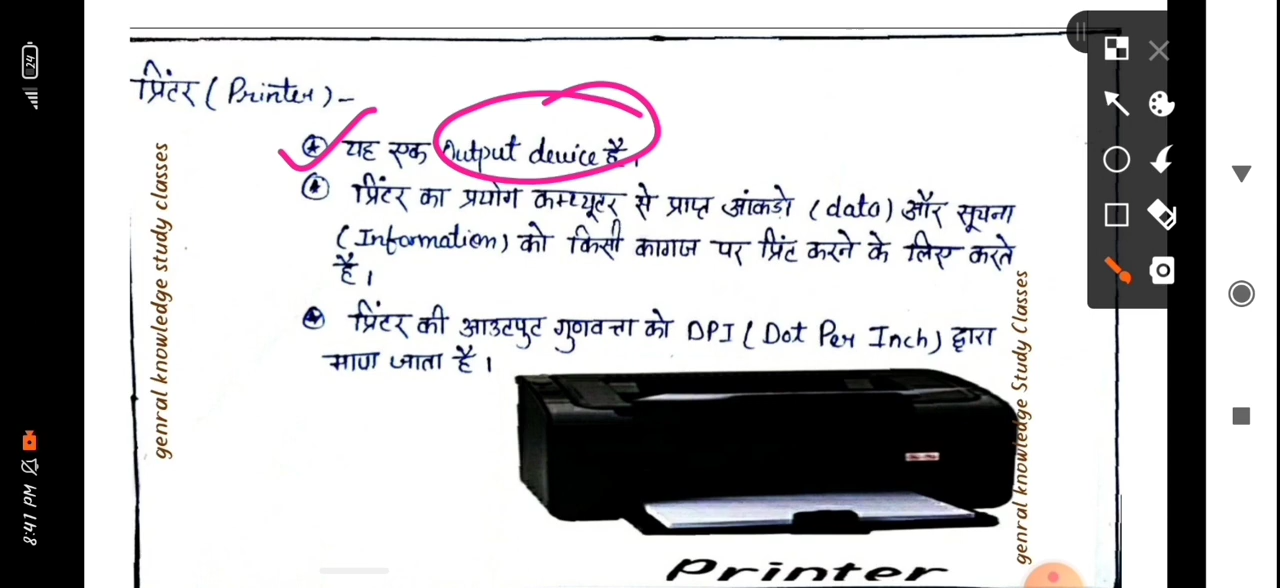 प्रिंटर ( Printer ) -
यह एक Output device है।
प्रिंटर का प्रयोग कम्प्यूटर से प्राप्त आंकडो (data) और सूचना
(Information) को किसी कागज पर प्रिंट करने के लिए करते
है।
प्रिंटर की आउटपुट गुणवत्ता को DPI ( Dot Per Inch) द्वारा
मापा जाता है।
Printer
genral knowledge study classes
genral knowledge Study Classes
8:41 PM
24